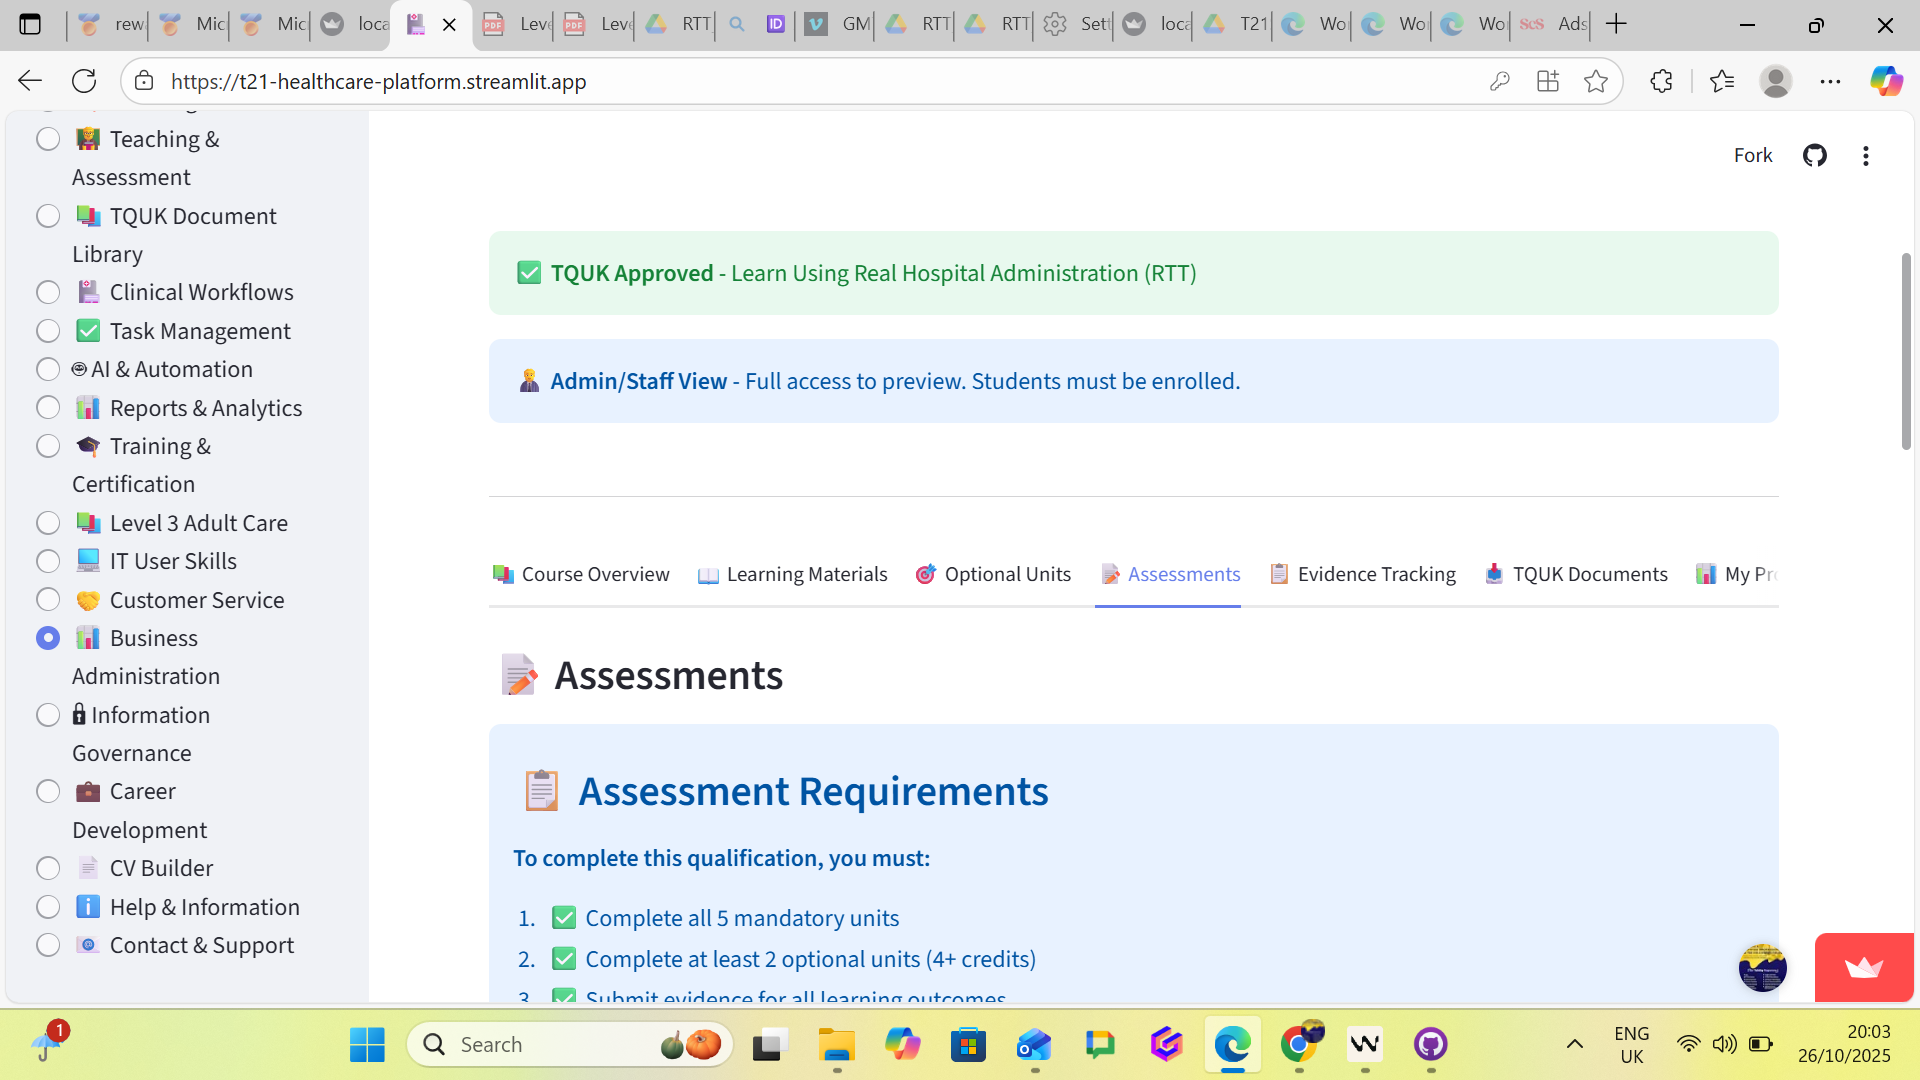 rew
Mic
Mic
loca
Leve
Leve
RTT
ID
GM
RTT
RTT
Sett
loca
T21
Wor
Wor
Wor
Ads
https://t21-healthcare-platform.streamlit.app
Teaching &
Assessment
TQUK Document
Library
Clinical Workflows
Task Management
AI & Automation
Reports & Analytics
Training &
Certification
Level 3 Adult Care
IT User Skills
Customer Service
Business
Administration
Information
Governance
Career
Development
CV Builder
Help & Information
Contact & Support
Fork
TQUK Approved - Learn Using Real Hospital Administration (RTT)
Admin/Staff View - Full access to preview. Students must be enrolled.
Course Overview
Learning Materials
Optional Units
Assessments
Evidence Tracking
TQUK Documents
My Pro
Assessments
Assessment Requirements
To complete this qualification, you must:
1. Complete all 5 mandatory units
2. Complete at least 2 optional units (4+ credits)
3. Submit evidence for all learning outcomes
1
Search
ENG
UK
20:03
26/10/2025